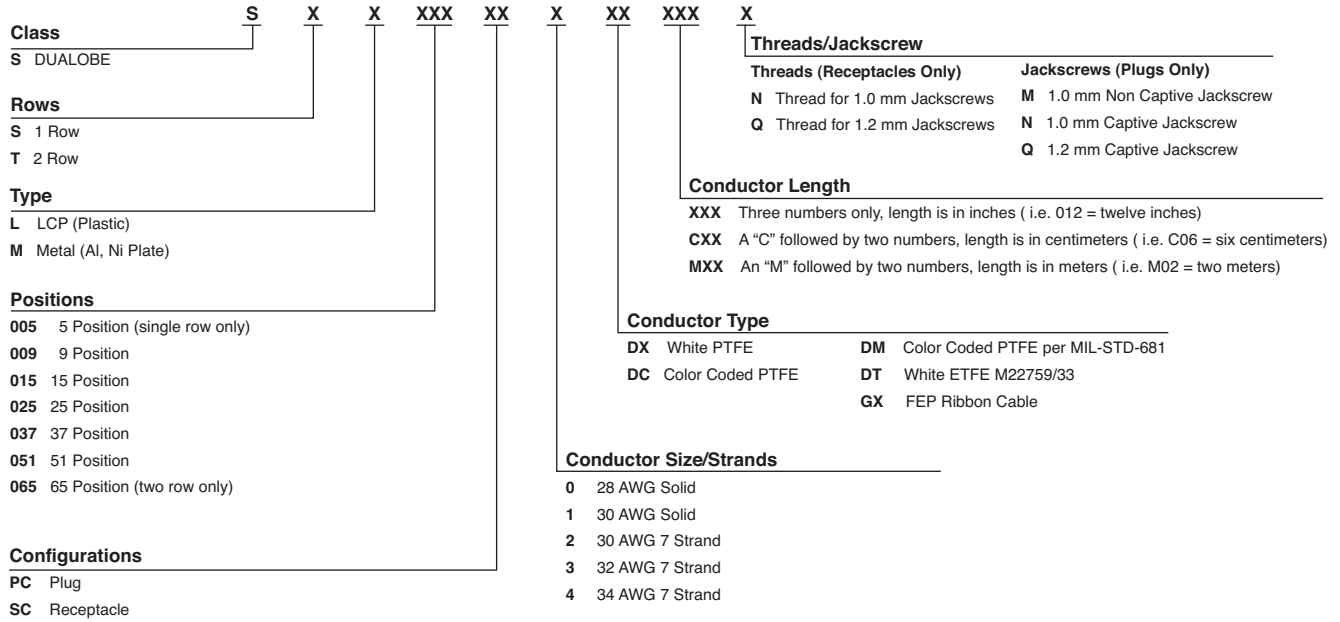 S X X XXX XX X XX XXX X
Class
S DUALOBE
Rows
S 1 Row
T 2 Row
Type
L LCP (Plastic)
M Metal (Al, Ni Plate)
Positions
005 5 Position (single row only)
009 9 Position
015 15 Position
025 25 Position
037 37 Position
051 51 Position
065 65 Position (two row only)
Configurations
PC Plug
SC Receptacle
Threads/Jackscrew
Threads (Receptacles Only)
N Thread for 1.0 mm Jackscrews
Q Thread for 1.2 mm Jackscrews
Jackscrews (Plugs Only)
M 1.0 mm Non Captive Jackscrew
N 1.0 mm Captive Jackscrew
Q 1.2 mm Captive Jackscrew
Conductor Length
XXX Three numbers only, length is in inches ( i.e. 012 = twelve inches)
CXX A “C” followed by two numbers, length is in centimeters ( i.e. C06 = six centimeters)
MXX An “M” followed by two numbers, length is in meters ( i.e. M02 = two meters)
Conductor Type
DX White PTFE
DC Color Coded PTFE
DM Color Coded PTFE per MIL-STD-681
DT White ETFE M22759/33
GX FEP Ribbon Cable
Conductor Size/Strands
0 28 AWG Solid
1 30 AWG Solid
2 30 AWG 7 Strand
3 32 AWG 7 Strand
4 34 AWG 7 Strand